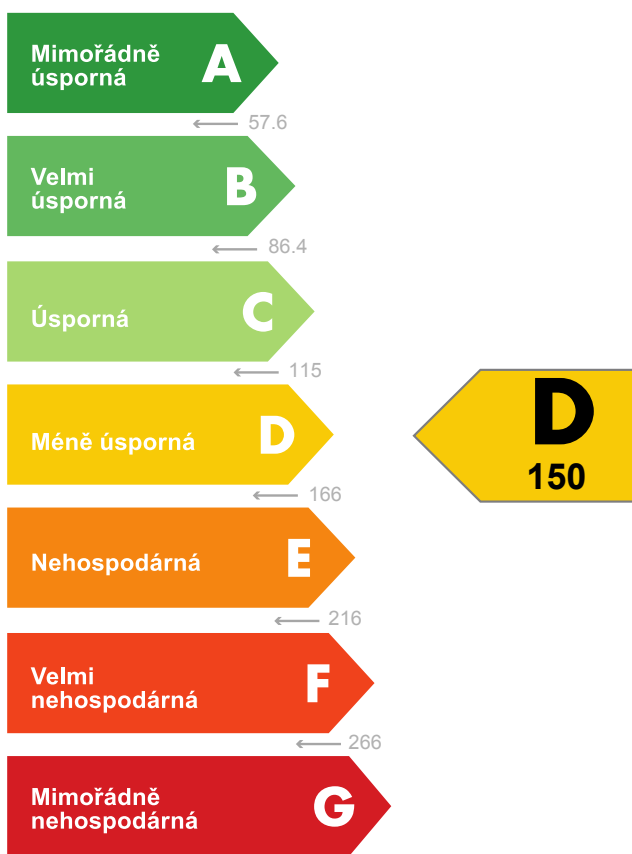 Mimořádně
úsporná
A
57.6
Velmi
úsporná
B
86.4
Úsporná
C
115
Méně úsporná
D
D
150
166
Nehospodárná
E
216
Velmi
nehospodárná
F
266
Mimořádně
nehospodárná
G